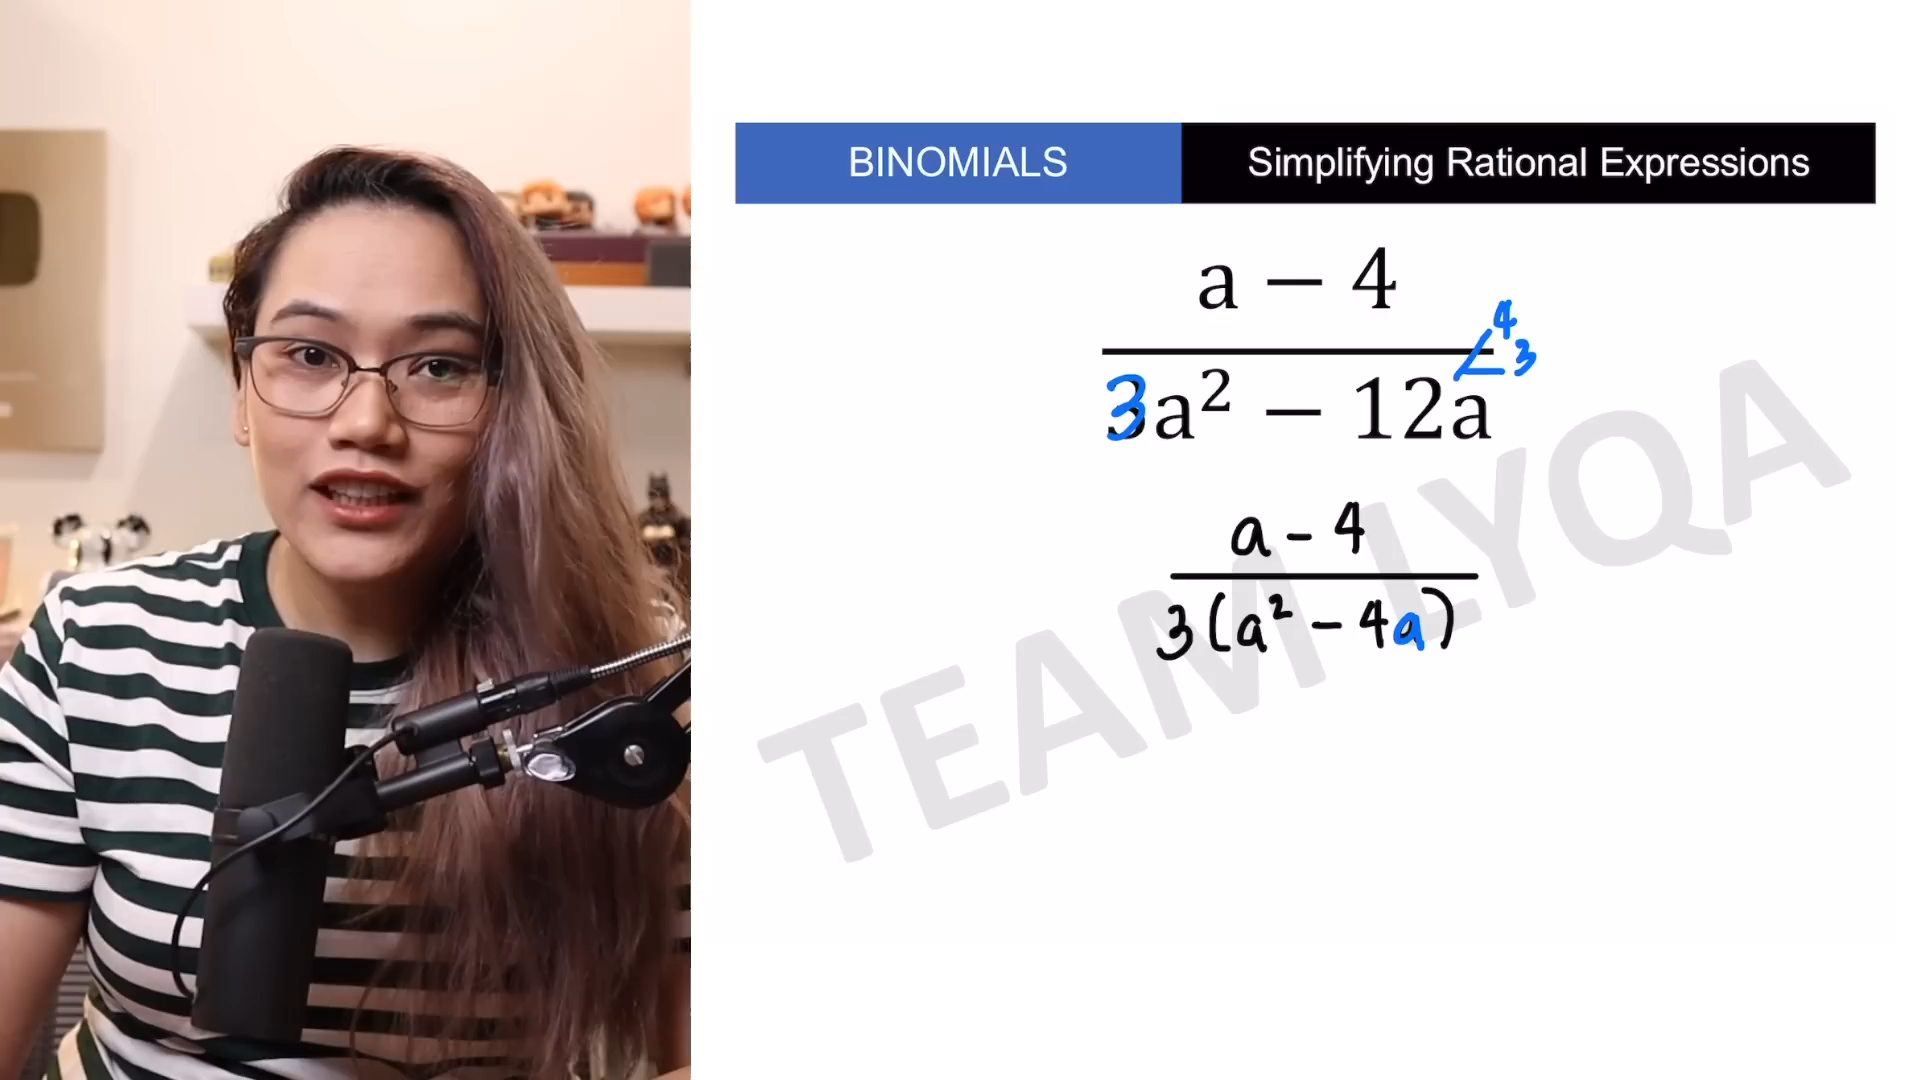 BINOMIALS
Simplifying Rational Expressions
a − 4
4
3
3a² − 12a
a - 4
3(a² - 4a)
TEAM LYQA